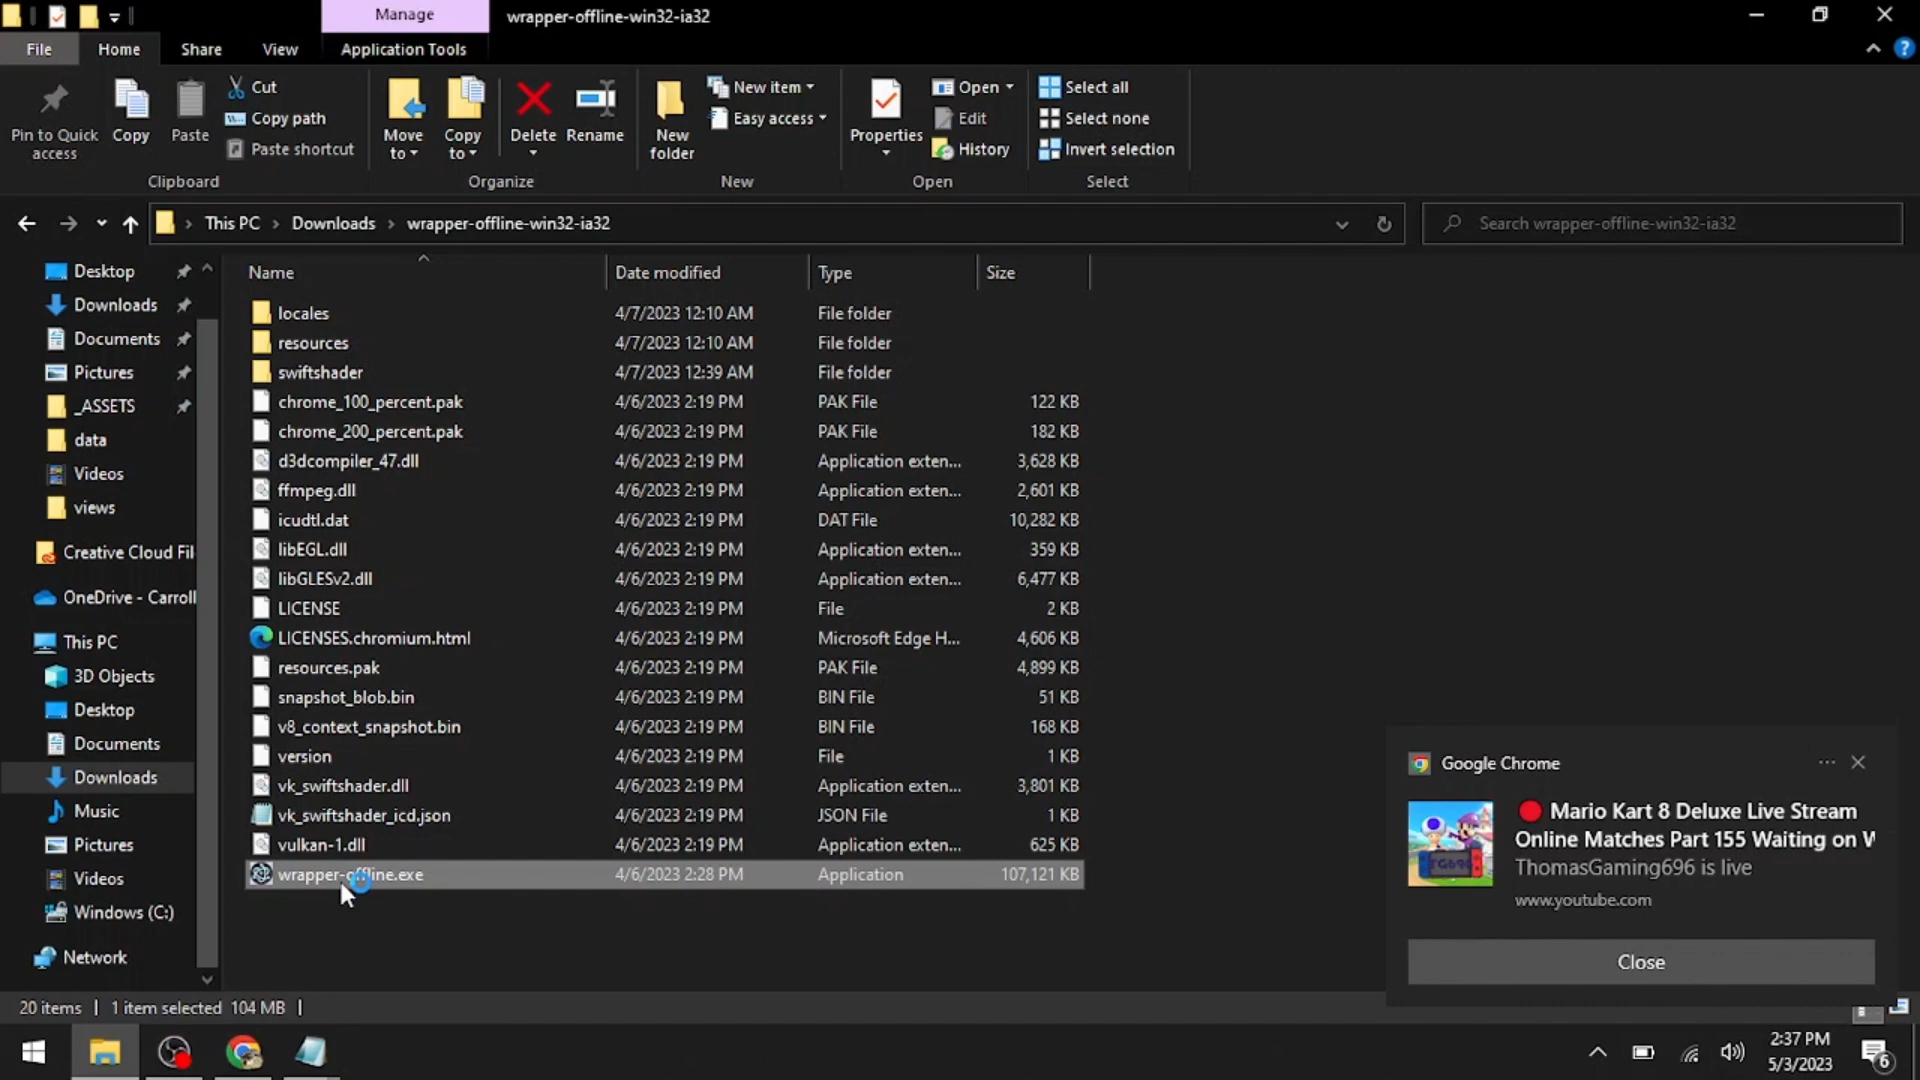 Manage
wrapper-offline-win32-ia32
File
Home
Share
View
Application Tools
Pin to Quick access
Copy
Paste
Cut
Copy path
Paste shortcut
Clipboard
Move to
Copy to
Delete
Rename
Organize
New folder
New item
Easy access
New
Properties
Open
Edit
History
Open
Select all
Select none
Invert selection
Select
This PC
Downloads
wrapper-offline-win32-ia32
Search wrapper-offline-win32-ia32
Desktop
Downloads
Documents
Pictures
_ASSETS
data
Videos
views
Creative Cloud Fil
OneDrive - Carroll
This PC
3D Objects
Desktop
Documents
Downloads
Music
Pictures
Videos
Windows (C:)
Network
Name Date modified Type Size
locales 4/7/2023 12:10 AM File folder
resources 4/7/2023 12:10 AM File folder
swiftshader 4/7/2023 12:39 AM File folder
chrome_100_percent.pak 4/6/2023 2:19 PM PAK File 122 KB
chrome_200_percent.pak 4/6/2023 2:19 PM PAK File 182 KB
d3dcompiler_47.dll 4/6/2023 2:19 PM Application exten... 3,628 KB
ffmpeg.dll 4/6/2023 2:19 PM Application exten... 2,601 KB
icudtl.dat 4/6/2023 2:19 PM DAT File 10,282 KB
libEGL.dll 4/6/2023 2:19 PM Application exten... 359 KB
libGLESv2.dll 4/6/2023 2:19 PM Application exten... 6,477 KB
LICENSE 4/6/2023 2:19 PM File 2 KB
LICENSES.chromium.html 4/6/2023 2:19 PM Microsoft Edge H... 4,606 KB
resources.pak 4/6/2023 2:19 PM PAK File 4,899 KB
snapshot_blob.bin 4/6/2023 2:19 PM BIN File 51 KB
v8_context_snapshot.bin 4/6/2023 2:19 PM BIN File 168 KB
version 4/6/2023 2:19 PM File 1 KB
vk_swiftshader.dll 4/6/2023 2:19 PM Application exten... 3,801 KB
vk_swiftshader_icd.json 4/6/2023 2:19 PM JSON File 1 KB
vulkan-1.dll 4/6/2023 2:19 PM Application exten... 625 KB
wrapper-offline.exe 4/6/2023 2:28 PM Application 107,121 KB
Google Chrome
Mario Kart 8 Deluxe Live Stream
Online Matches Part 155 Waiting on W
ThomasGaming696 is live
www.youtube.com
TG696
Close
20 items 1 item selected 104 MB
2:37 PM
5/3/2023
6